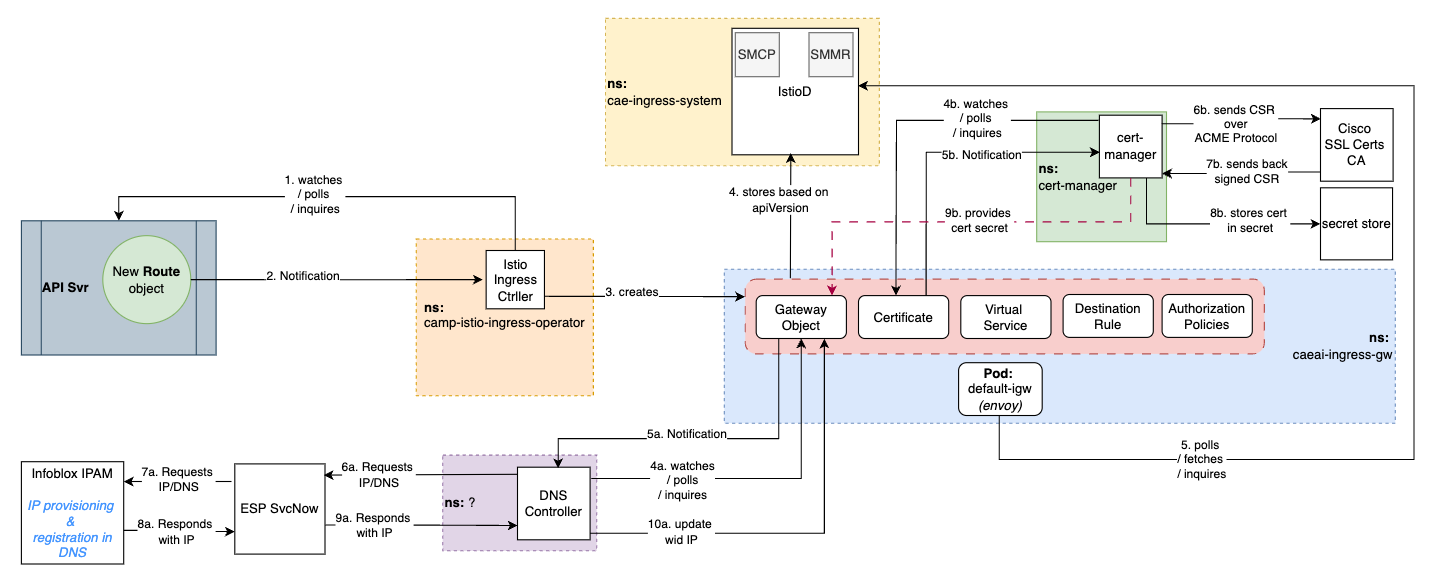 SMCP
SMMR
IstioD
ns:
cae-ingress-system
4b. watches
/ polls
/ inquires
5b. Notification
cert-
manager
ns:
cert-manager
6b. sends CSR
over
ACME Protocol
7b. sends back
signed CSR
Cisco
SSL Certs
CA
8b. stores cert
in secret
secret store
9b. provides
cert secret
4. stores based on
apiVersion
1. watches
/ polls
/ inquires
API Svr
New Route
object
2. Notification
Istio
Ingress
Ctrller
ns:
camp-istio-ingress-operator
3. creates
Gateway
Object
Certificate
Virtual
Service
Destination
Rule
Authorization
Policies
ns:
caeai-ingress-gw
Pod:
default-igw
(envoy)
5. polls
/ fetches
/ inquires
5a. Notification
4a. watches
/ polls
/ inquires
10a. update
wid IP
ns: ?
DNS
Controller
6a. Requests
IP/DNS
9a. Responds
with IP
ESP SvcNow
7a. Requests
IP/DNS
8a. Responds
with IP
Infoblox IPAM
IP provisioning
&
registration in
DNS